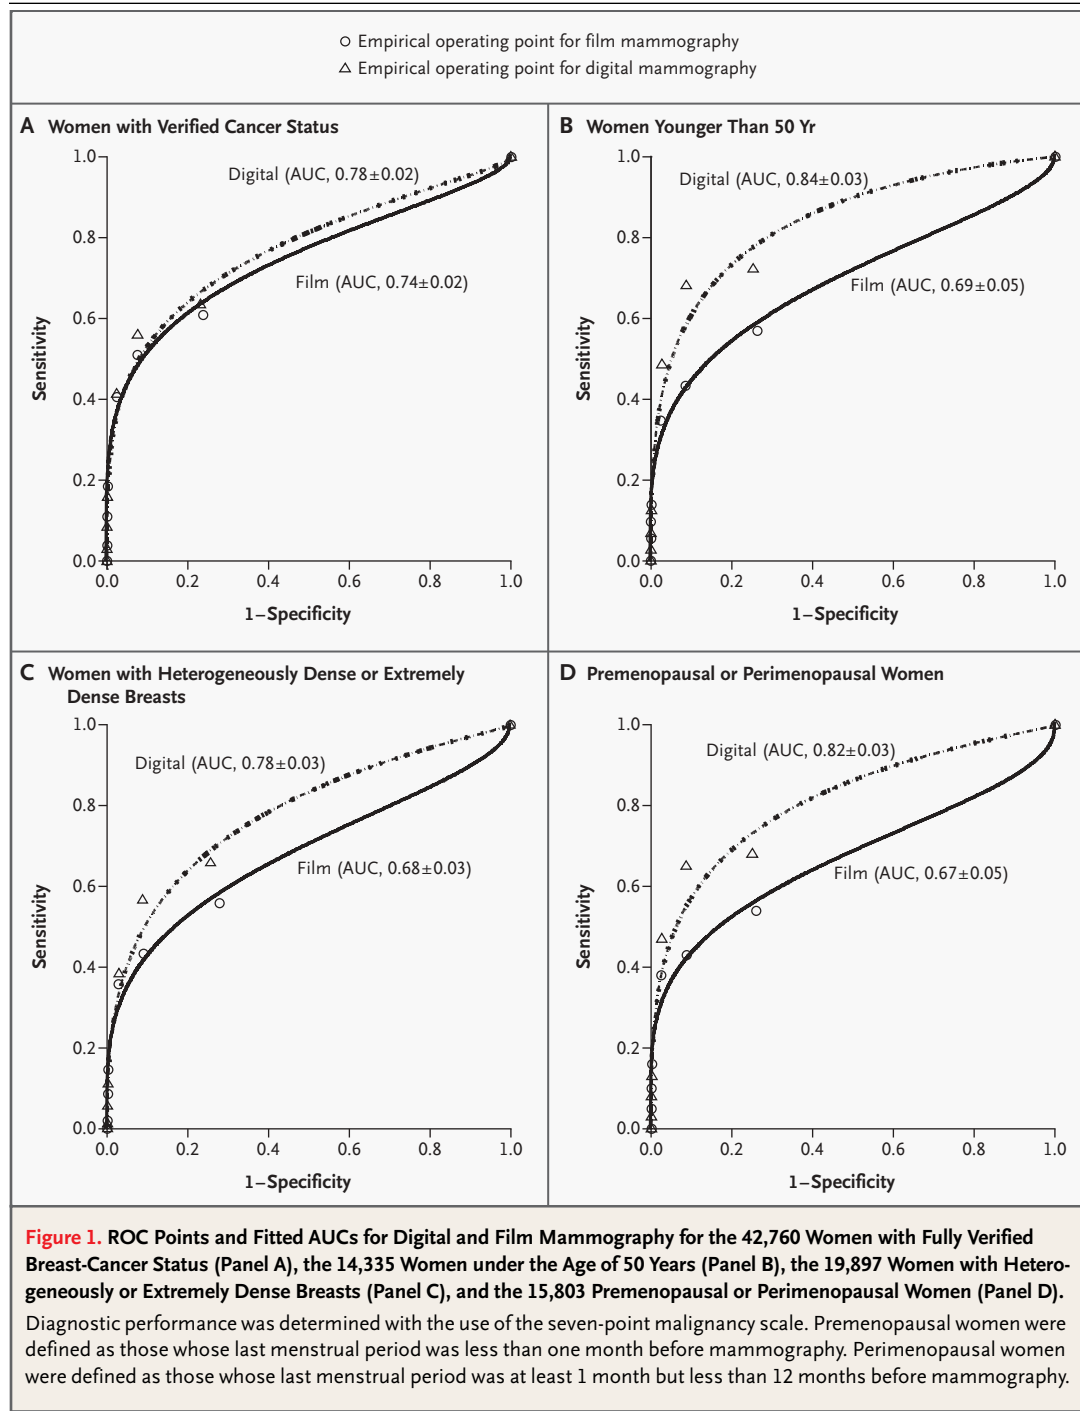 Empirical operating point for film mammography
Empirical operating point for digital mammography
A Women with Verified Cancer Status
1.0
0.8
0.6
0.4
0.2
0.0
Sensitivity
Digital (AUC, 0.78±0.02)
Film (AUC, 0.74±0.02)
0.0 0.2 0.4 0.6 0.8 1.0
1–Specificity
B Women Younger Than 50 Yr
1.0
0.8
0.6
0.4
0.2
0.0
Sensitivity
Digital (AUC, 0.84±0.03)
Film (AUC, 0.69±0.05)
0.0 0.2 0.4 0.6 0.8 1.0
1–Specificity
C Women with Heterogeneously Dense or Extremely
Dense Breasts
1.0
0.8
0.6
0.4
0.2
0.0
Sensitivity
Digital (AUC, 0.78±0.03)
Film (AUC, 0.68±0.03)
0.0 0.2 0.4 0.6 0.8 1.0
1–Specificity
D Premenopausal or Perimenopausal Women
1.0
0.8
0.6
0.4
0.2
0.0
Sensitivity
Digital (AUC, 0.82±0.03)
Film (AUC, 0.67±0.05)
0.0 0.2 0.4 0.6 0.8 1.0
1–Specificity
Figure 1. ROC Points and Fitted AUCs for Digital and Film Mammography for the 42,760 Women with Fully Verified
Breast-Cancer Status (Panel A), the 14,335 Women under the Age of 50 Years (Panel B), the 19,897 Women with Hetero-
geneously or Extremely Dense Breasts (Panel C), and the 15,803 Premenopausal or Perimenopausal Women (Panel D).
Diagnostic performance was determined with the use of the seven-point malignancy scale. Premenopausal women were
defined as those whose last menstrual period was less than one month before mammography. Perimenopausal women
were defined as those whose last menstrual period was at least 1 month but less than 12 months before mammography.